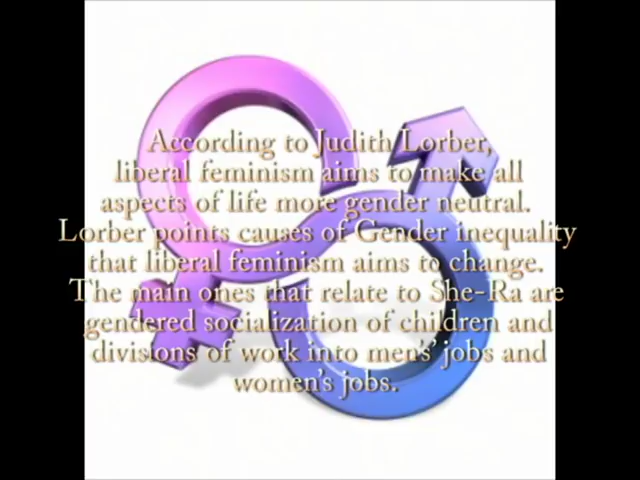 According to Judith Lorber,
liberal feminism aims to make all
aspects of life more gender neutral.
Lorber points causes of Gender inequality
that liberal feminism aims to change.
The main ones that relate to She-Ra are
gendered socialization of children and
divisions of work into men's jobs and
women's jobs.